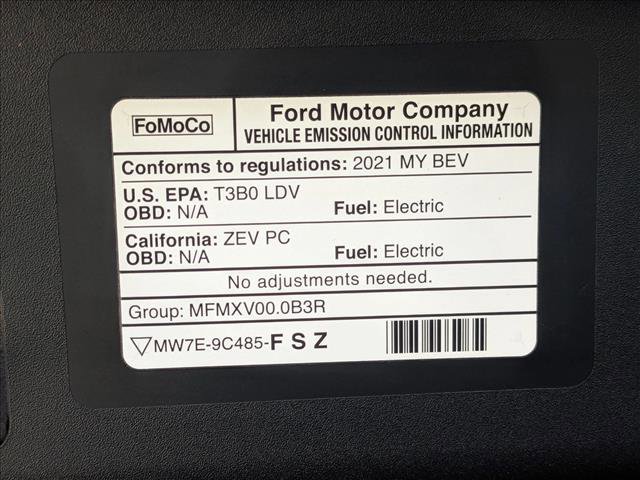 FoMoCo
Ford Motor Company
VEHICLE EMISSION CONTROL INFORMATION
Conforms to regulations: 2021 MY BEV
U.S. EPA: T3B0 LDV
OBD: N/A Fuel: Electric
California: ZEV PC
OBD: N/A Fuel: Electric
No adjustments needed.
Group: MFMXV00.0B3R
MW7E-9C485-F S Z